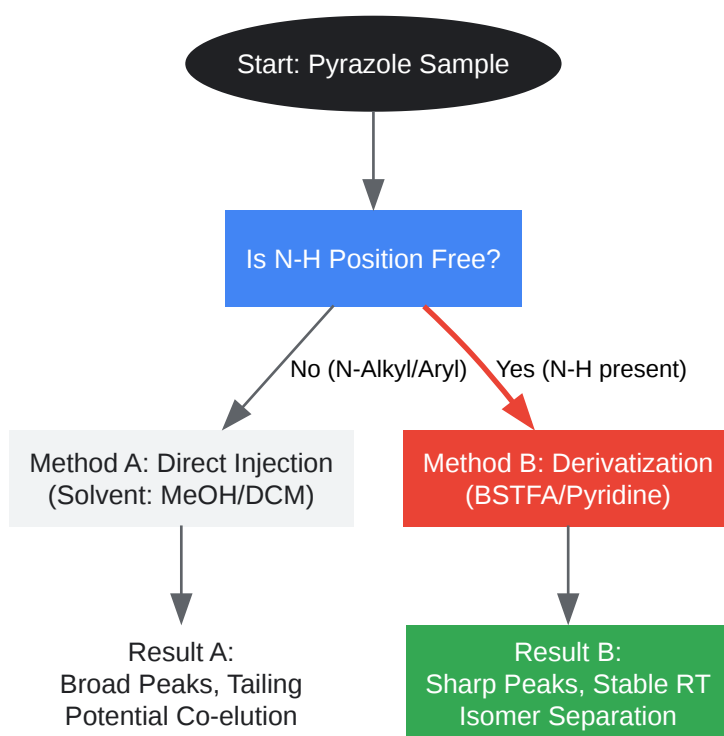 Start: Pyrazole Sample
Is N-H Position Free?
No (N-Alkyl/Aryl)
Yes (N-H present)
Method A: Direct Injection
(Solvent: MeOH/DCM)
Method B: Derivatization
(BSTFA/Pyridine)
Result A:
Broad Peaks, Tailing
Potential Co-elution
Result B:
Sharp Peaks, Stable RT
Isomer Separation